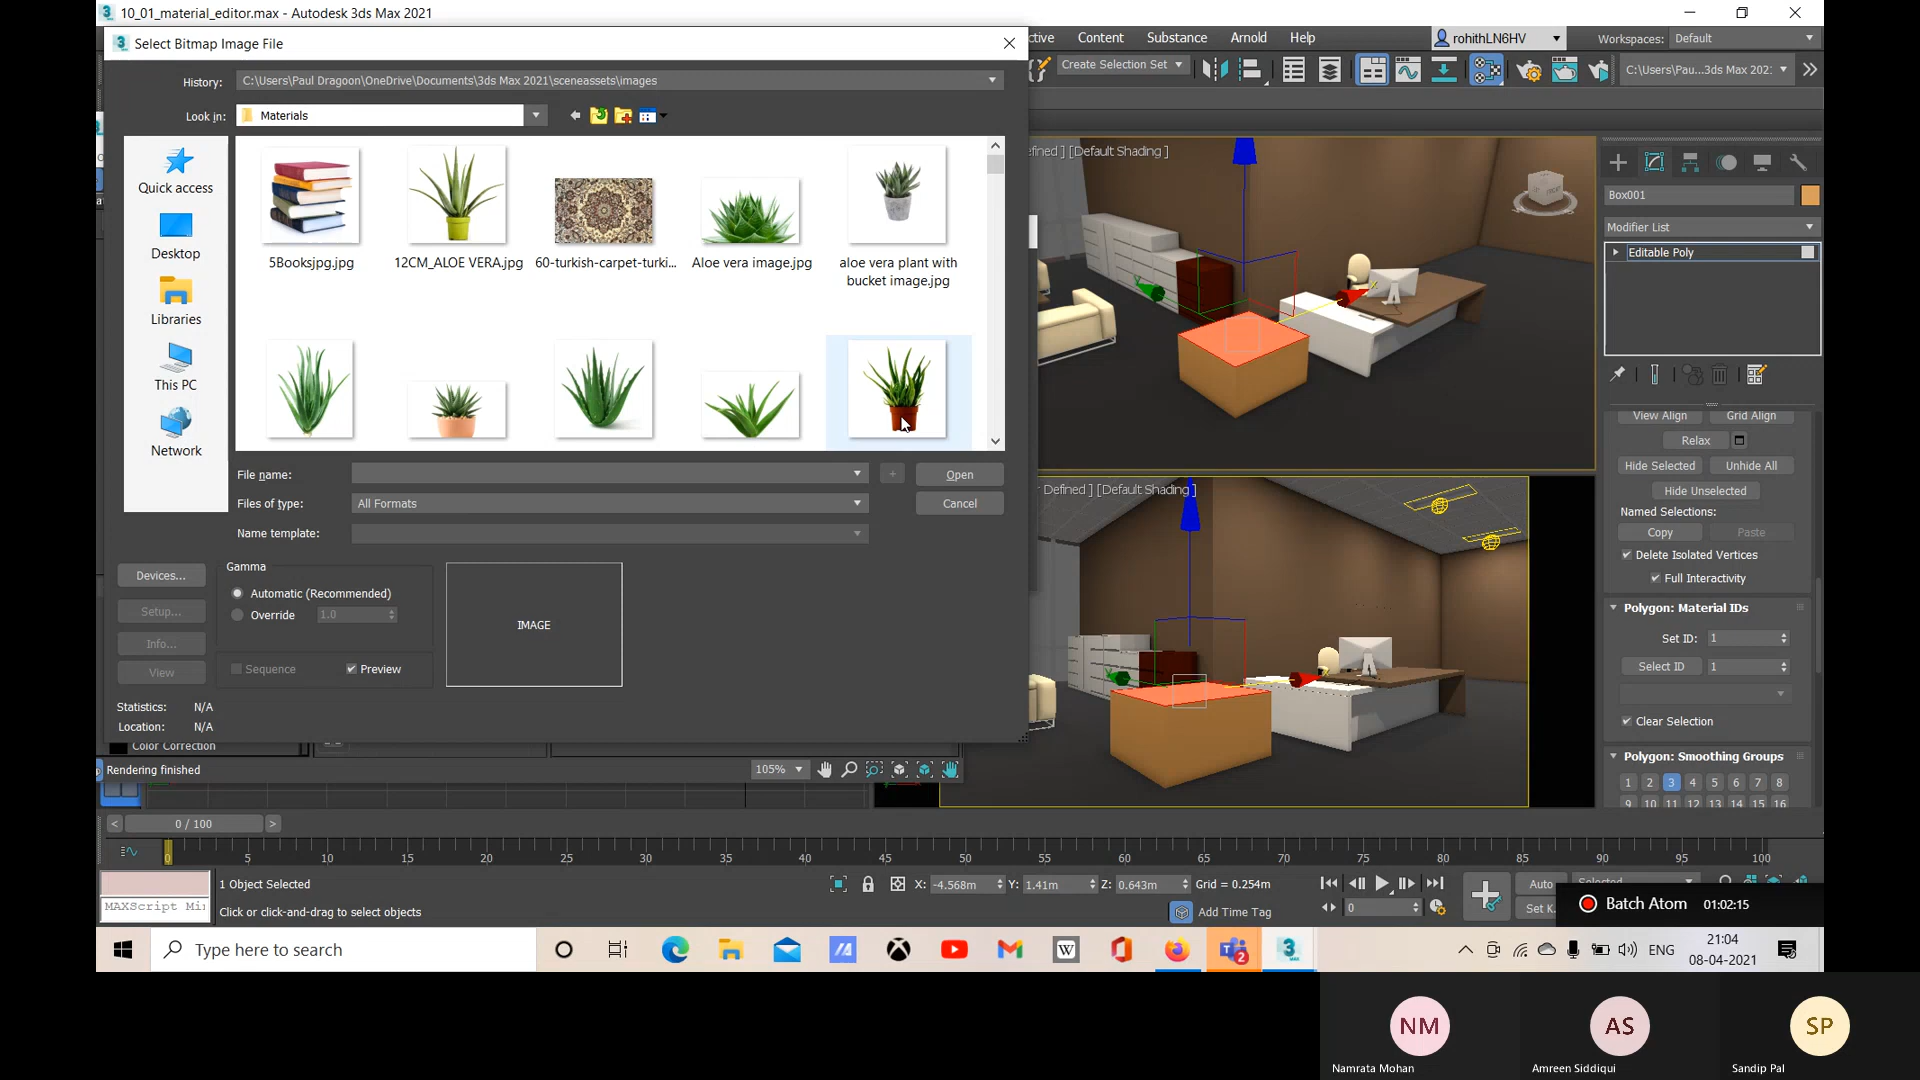 10_01_material_editor.max - Autodesk 3ds Max 2021
Select Bitmap Image File
ctive Content Substance Arnold Help
rohithLN6HV
Workspaces: Default
Create Selection Set
C:\Users\Pau...3ds Max 202:
History: C:\Users\Paul Dragoon\OneDrive\Documents\3ds Max 2021\sceneassets\images
Look in: Materials
Quick access
Desktop
Libraries
This PC
Network
5Booksjpg.jpg
12CM_ALOE VERA.jpg
60-turkish-carpet-turki...
Aloe vera image.jpg
aloe vera plant with
bucket image.jpg
File name:
Open
Files of type: All Formats
Cancel
Name template:
Devices...
Setup...
Info...
View
Gamma
Automatic (Recommended)
Override 1.0
Sequence
Preview
IMAGE
Statistics: N/A
Location: N/A
Color Correction
Rendering finished
105%
efined ] [Default Shading ]
r Defined ] [Default Shading ]
Box001
Modifier List
Editable Poly
View Align Grid Align
Relax
Hide Selected Unhide All
Hide Unselected
Named Selections:
Copy Paste
Delete Isolated Vertices
Full Interactivity
Polygon: Material IDs
Set ID: 1
Select ID 1
Clear Selection
Polygon: Smoothing Groups
1 2 3 4 5 6 7 8
9 10 11 12 13 14 15 16
< 0 / 100 >
0 5 10 15 20 25 30 35 40 45 50 55 60 65 70 75 80 85 90 95 100
1 Object Selected
X: -4.568m Y: 1.41m Z: 0.643m Grid = 0.254m
Auto Selected
MAXScript Mi
Click or click-and-drag to select objects
Add Time Tag
0
Set K
Batch Atom 01:02:15
Type here to search
2
3
MAX
W
ENG
21:04
08-04-2021
NM
AS
SP
Namrata Mohan
Amreen Siddiqui
Sandip Pal